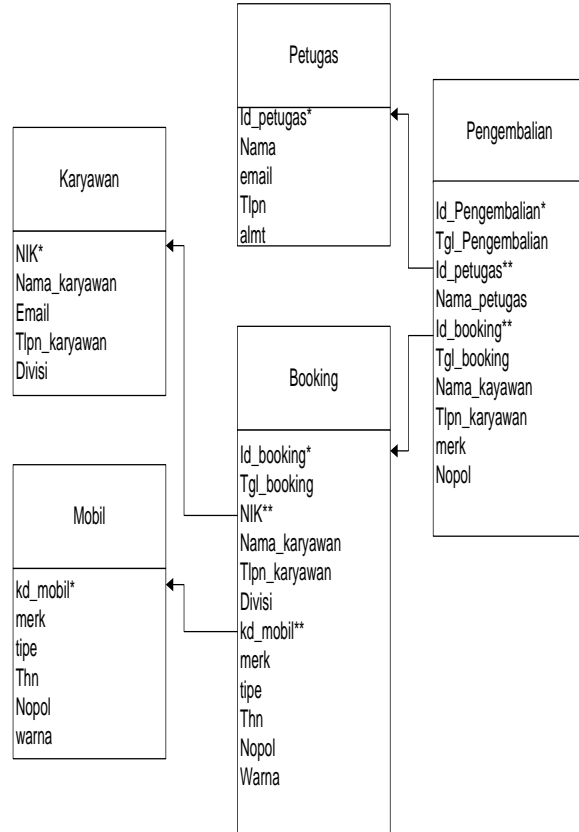 Petugas
Id_petugas*
Nama
email
Tlpn
almt
Pengembalian
Id_Pengembalian*
Tgl_Pengembalian
Id_petugas**
Nama_petugas
Id_booking**
Tgl_booking
Nama_kayawan
Tlpn_karyawan
merk
Nopol
Karyawan
NIK*
Nama_karyawan
Email
Tlpn_karyawan
Divisi
Booking
Id_booking*
Tgl_booking
NIK**
Nama_karyawan
Tlpn_karyawan
Divisi
kd_mobil**
merk
tipe
Thn
Nopol
Warna
Mobil
kd_mobil*
merk
tipe
Thn
Nopol
warna